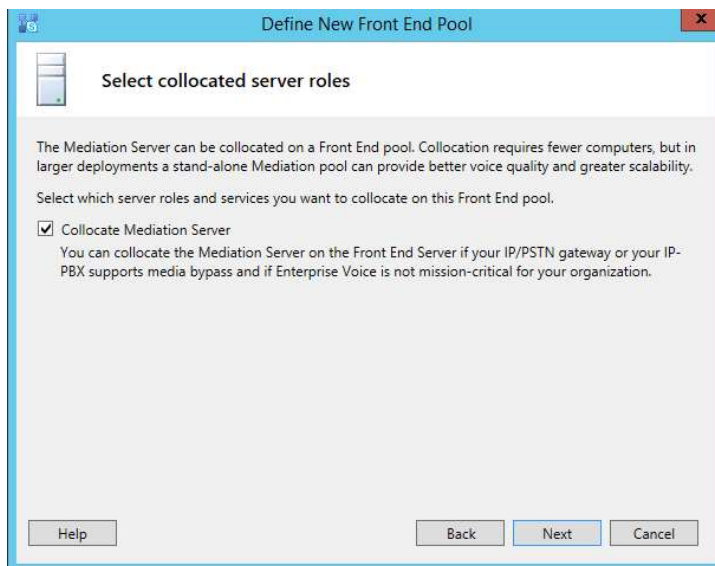 Define New Front End Pool
Select collocated server roles
The Mediation Server can be collocated on a Front End pool. Collocation requires fewer computers, but in
larger deployments a stand-alone Mediation pool can provide better voice quality and greater scalability.
Select which server roles and services you want to collocate on this Front End pool.
Collocate Mediation Server
You can collocate the Mediation Server on the Front End Server if your IP/PSTN gateway or your IP-
PBX supports media bypass and if Enterprise Voice is not mission-critical for your organization.
Help Back Next Cancel